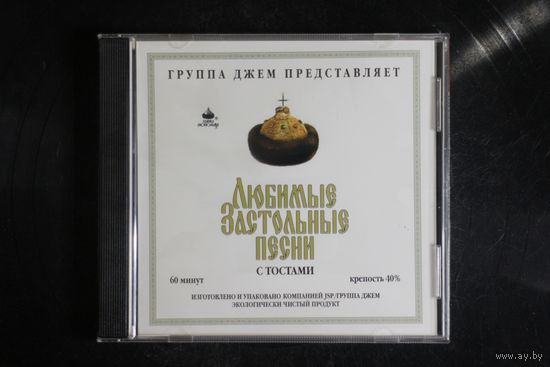 ГРУППА ДЖЕМ ПРЕДСТАВЛЯЕТ
ЛЮБИМЫЕ
ЗАСТОЛЬНЫЕ
ПЕСНИ
С ТОСТАМИ
60 минут
крепость 40%
ИЗГОТОВЛЕНО И УПАКОВАНО КОМПАНИЕЙ JSP/ГРУППА ДЖЕМ
ЭКОЛОГИЧЕСКИ ЧИСТЫЙ ПРОДУКТ
www.ay.by